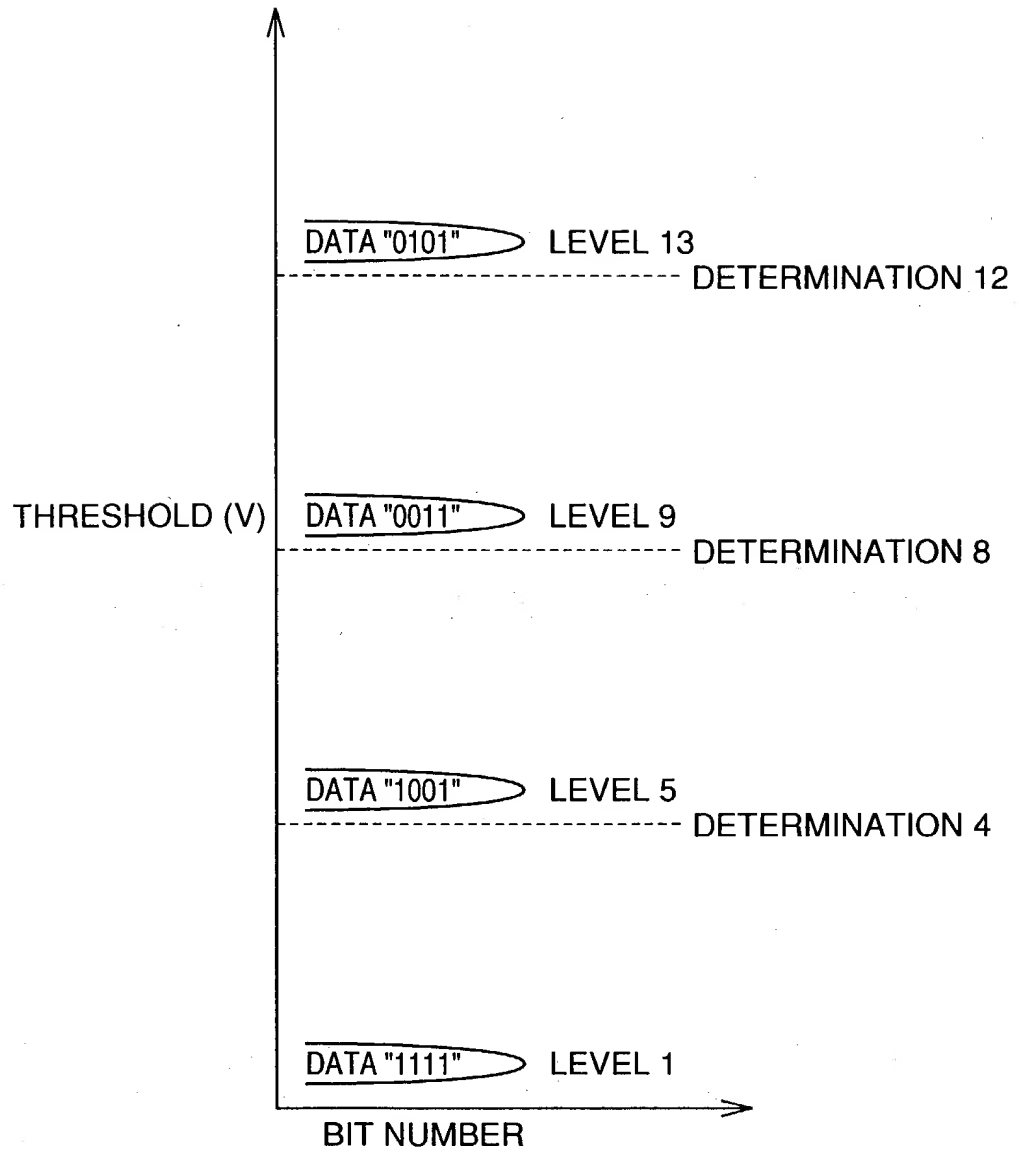 DATA "0101" LEVEL 13
DETERMINATION 12
THRESHOLD (V) DATA "0011" LEVEL 9
DETERMINATION 8
DATA "1001" LEVEL 5
DETERMINATION 4
DATA "1111" LEVEL 1
BIT NUMBER